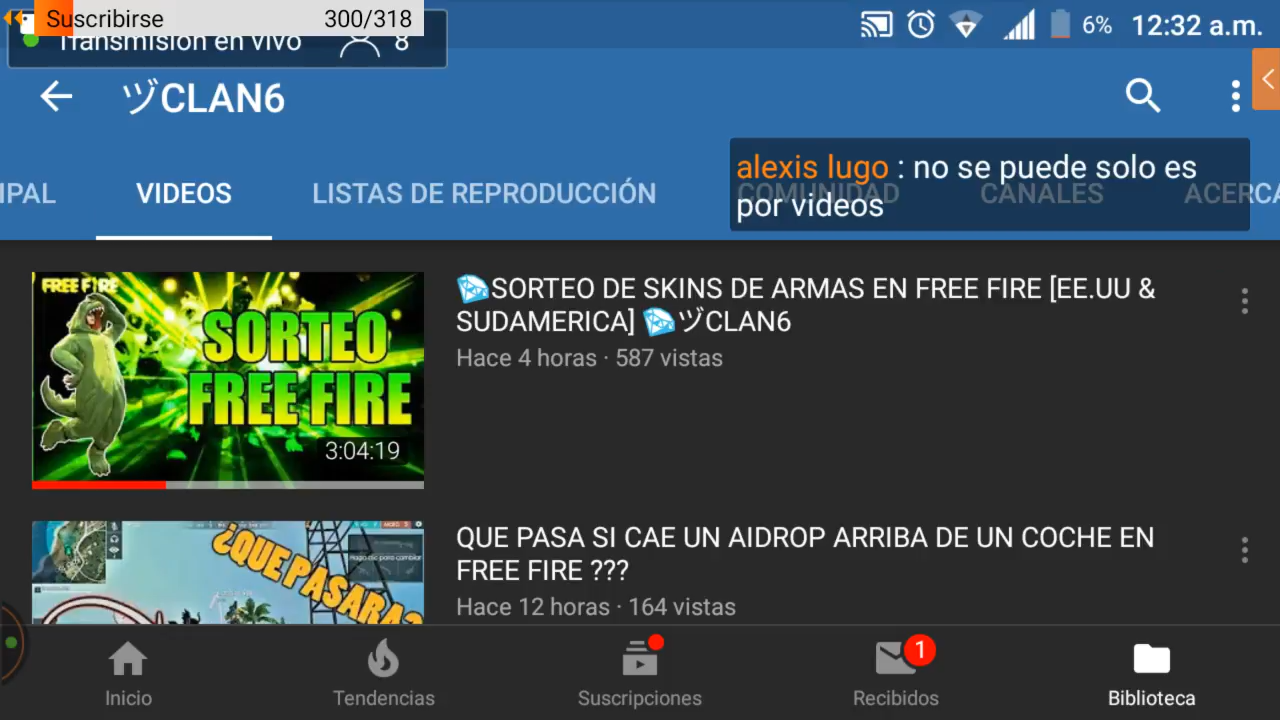 Suscribirse 300/318
Transmisión en vivo 8
6% 12:32 a.m.
ヅCLAN6
alexis lugo : no se puede solo es
por videos
IPAL VIDEOS LISTAS DE REPRODUCCIÓN COMUNIDAD CANALES ACERCA
FREE FIRE
SORTEO
FREE FIRE
3:04:19
💎SORTEO DE SKINS DE ARMAS EN FREE FIRE [EE.UU &
SUDAMERICA] 💎ヅCLAN6
Hace 4 horas · 587 vistas
¿QUE PASARA?
QUE PASA SI CAE UN AIDROP ARRIBA DE UN COCHE EN
FREE FIRE ???
Hace 12 horas · 164 vistas
1
Inicio Tendencias Suscripciones Recibidos Biblioteca